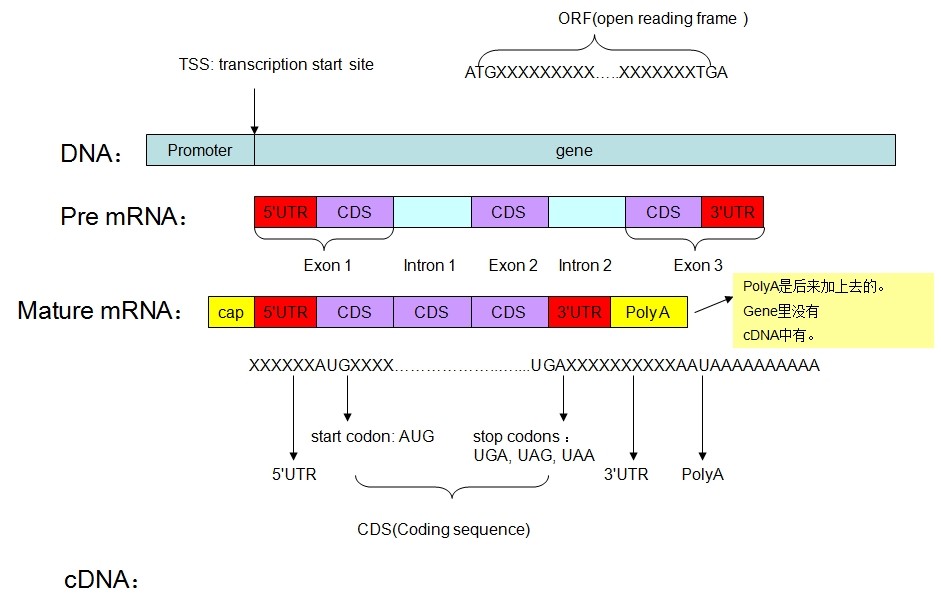 ORF(open reading frame )
TSS: transcription start site
ATGXXXXXXXXX…..XXXXXXXTGA
DNA：
Promoter
gene
Pre mRNA：
5'UTR
CDS
CDS
CDS
3'UTR
Exon 1
Intron 1
Exon 2
Intron 2
Exon 3
PolyA是后来加上去的。
Gene里没有
cDNA中有。
Mature mRNA：
cap
5'UTR
CDS
CDS
CDS
3'UTR
Poly A
XXXXXXAUGXXXX………………..…...UGAXXXXXXXXXXAAUAAAAAAAAAA
start codon: AUG
stop codons：
UGA, UAG, UAA
5'UTR
3'UTR
PolyA
CDS(Coding sequence)
cDNA：